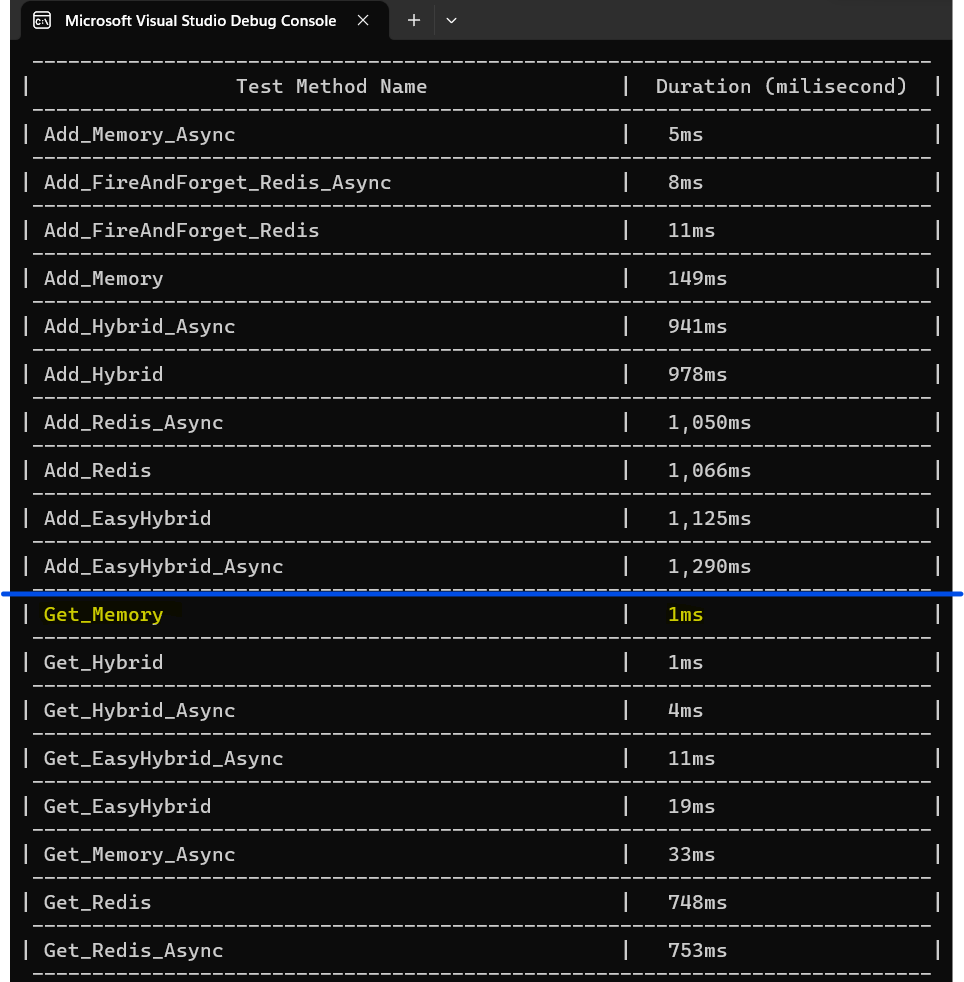 Microsoft Visual Studio Debug Console
| Test Method Name | Duration (milisecond) |
| Add_Memory_Async | 5ms |
| Add_FireAndForget_Redis_Async | 8ms |
| Add_FireAndForget_Redis | 11ms |
| Add_Memory | 149ms |
| Add_Hybrid_Async | 941ms |
| Add_Hybrid | 978ms |
| Add_Redis_Async | 1,050ms |
| Add_Redis | 1,066ms |
| Add_EasyHybrid | 1,125ms |
| Add_EasyHybrid_Async | 1,290ms |
| Get_Memory | 1ms |
| Get_Hybrid | 1ms |
| Get_Hybrid_Async | 4ms |
| Get_EasyHybrid_Async | 11ms |
| Get_EasyHybrid | 19ms |
| Get_Memory_Async | 33ms |
| Get_Redis | 748ms |
| Get_Redis_Async | 753ms |